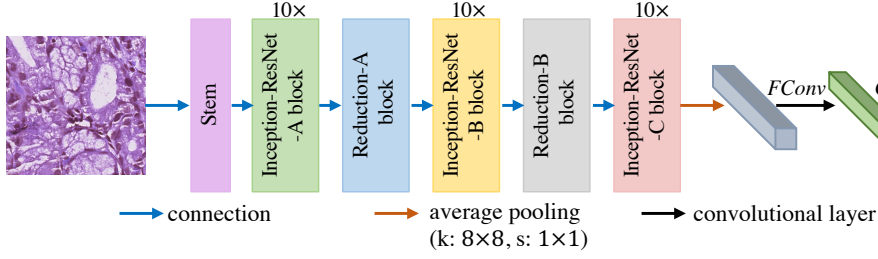 10×
10×
10×
Stem
Inception-ResNet
-A block
Reduction-A
block
Inception-ResNet
-B block
Reduction-B
block
Inception-ResNet
-C block
FConv
connection
average pooling
(k: 8×8, s: 1×1)
convolutional layer